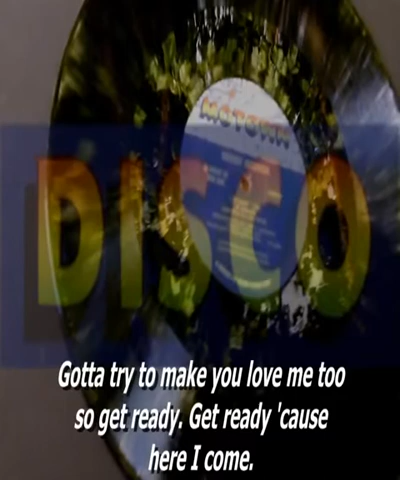 MOTOWN
DISCO
Gotta try to make you love me too
so get ready. Get ready 'cause
here I come.